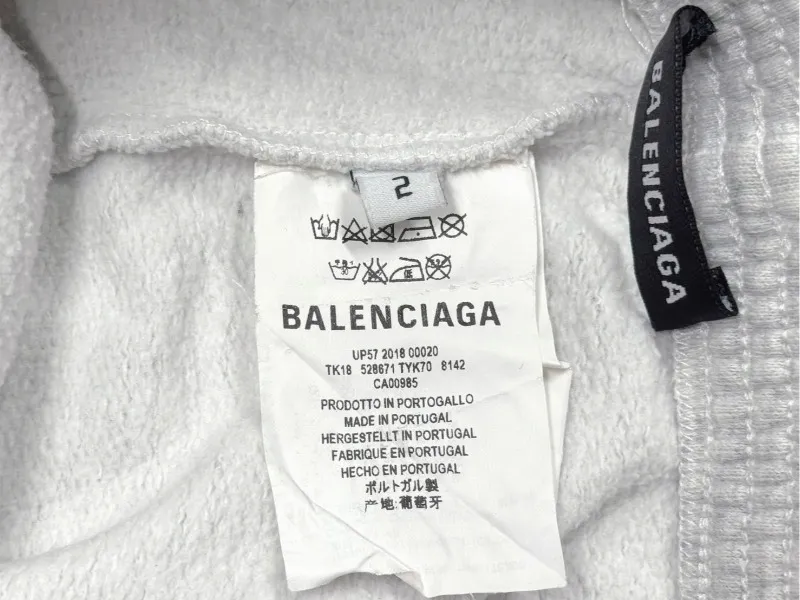 2
BALENCIAGA
UP57 2018 00020
TK18 528671 TYK70 8142
CA00985
PRODOTTO IN PORTOGALLO
MADE IN PORTUGAL
HERGESTELLT IN PORTUGAL
FABRIQUE EN PORTUGAL
HECHO EN PORTUGAL
ポルトガル製
产地:葡萄牙
BALENCIAGA